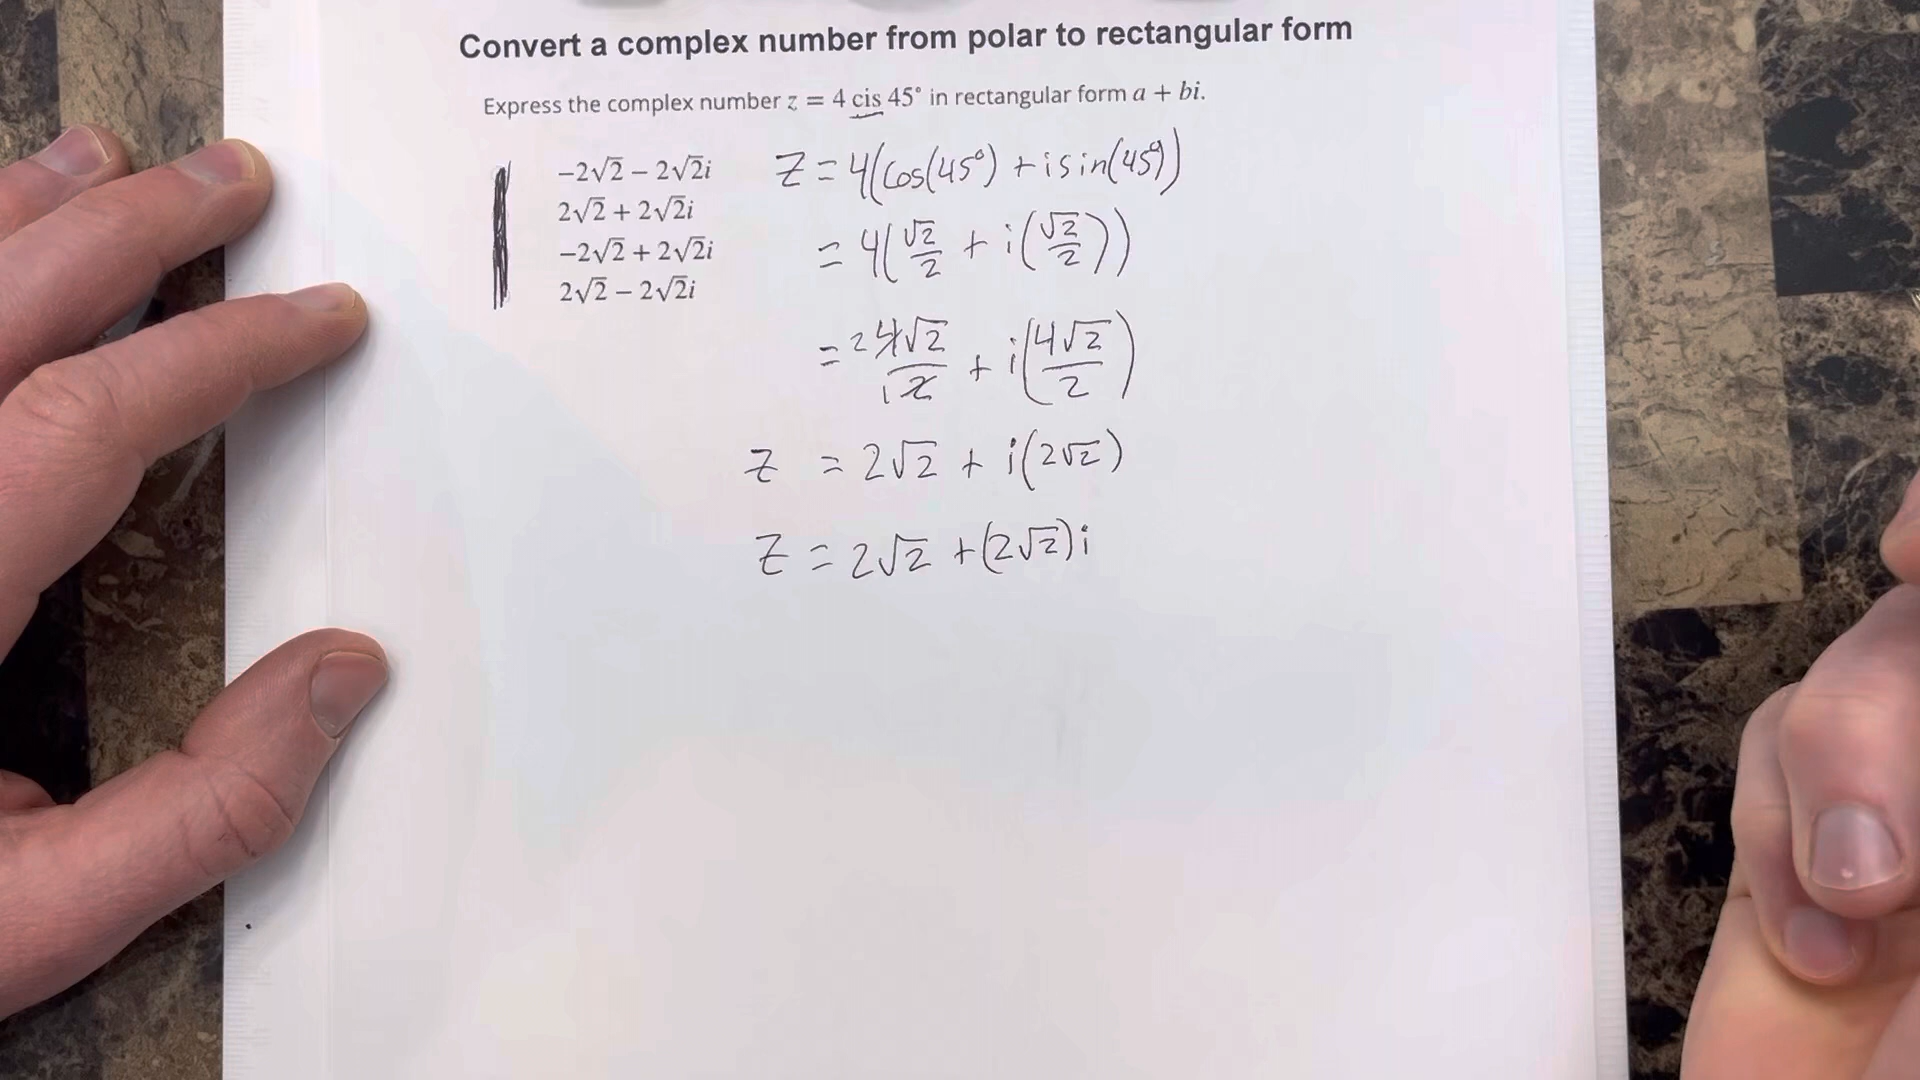 Convert a complex number from polar to rectangular form
Express the complex number z = 4 cis 45° in rectangular form a + bi.
−2√2 − 2√2i
2√2 + 2√2i
−2√2 + 2√2i
2√2 − 2√2i
Z = 4(cos(45°) + i sin(45°)
= 4(√2/2 + i(√2/2))
= 2 4√2/1 2 + i(4√2/2)
Z = 2√2 + i(2√2)
Z = 2√2 + (2√2)i